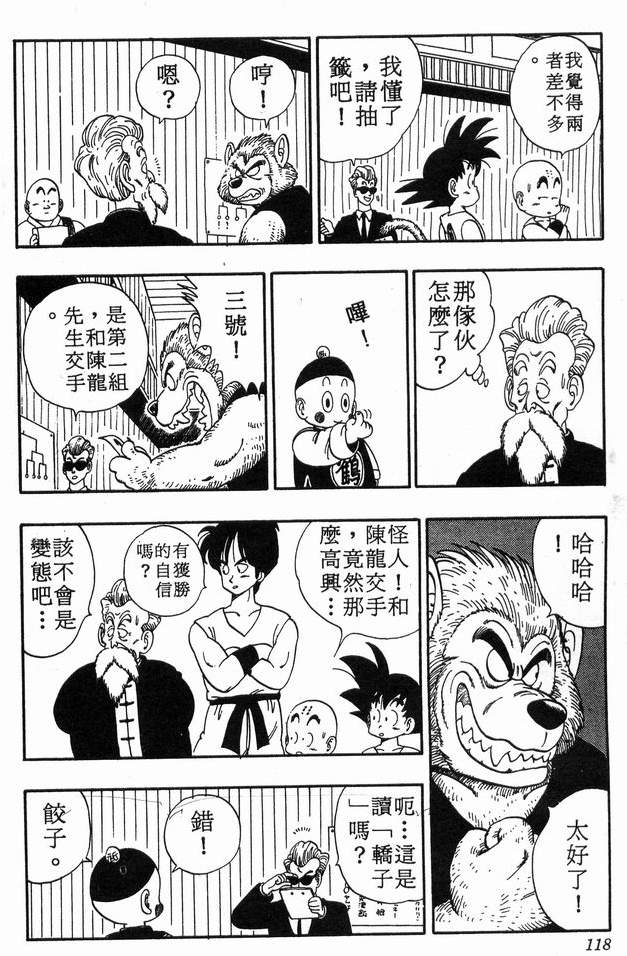 我覺得兩
者差不多
我懂了
，請抽
籤吧！
哼！
嗯？
那傢伙
怎麼了？
嗶！
鶴
三號！
是第二組
，和陳龍
先生交手
。
哈哈哈
！
太好了！
怪人！和
陳龍交手
，竟然那
麼高興…
有獲勝
的自信
嗎？
該不會是
變態吧…
呃…這是
讀「轎子
」嗎？
錯！
餃子。
118